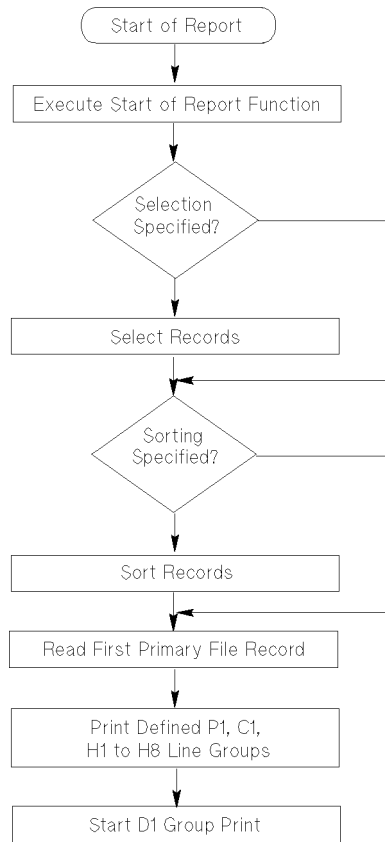 Start of Report
Execute Start of Report Function
Selection
Specified?
Select Records
Sorting
Specified?
Sort Records
Read First Primary File Record
Print Defined P1, C1,
H1 to H8 Line Groups
Start D1 Group Print